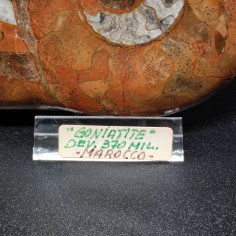 "GONIATITE"
DEV. 370 MIL.
-MAROCCO-